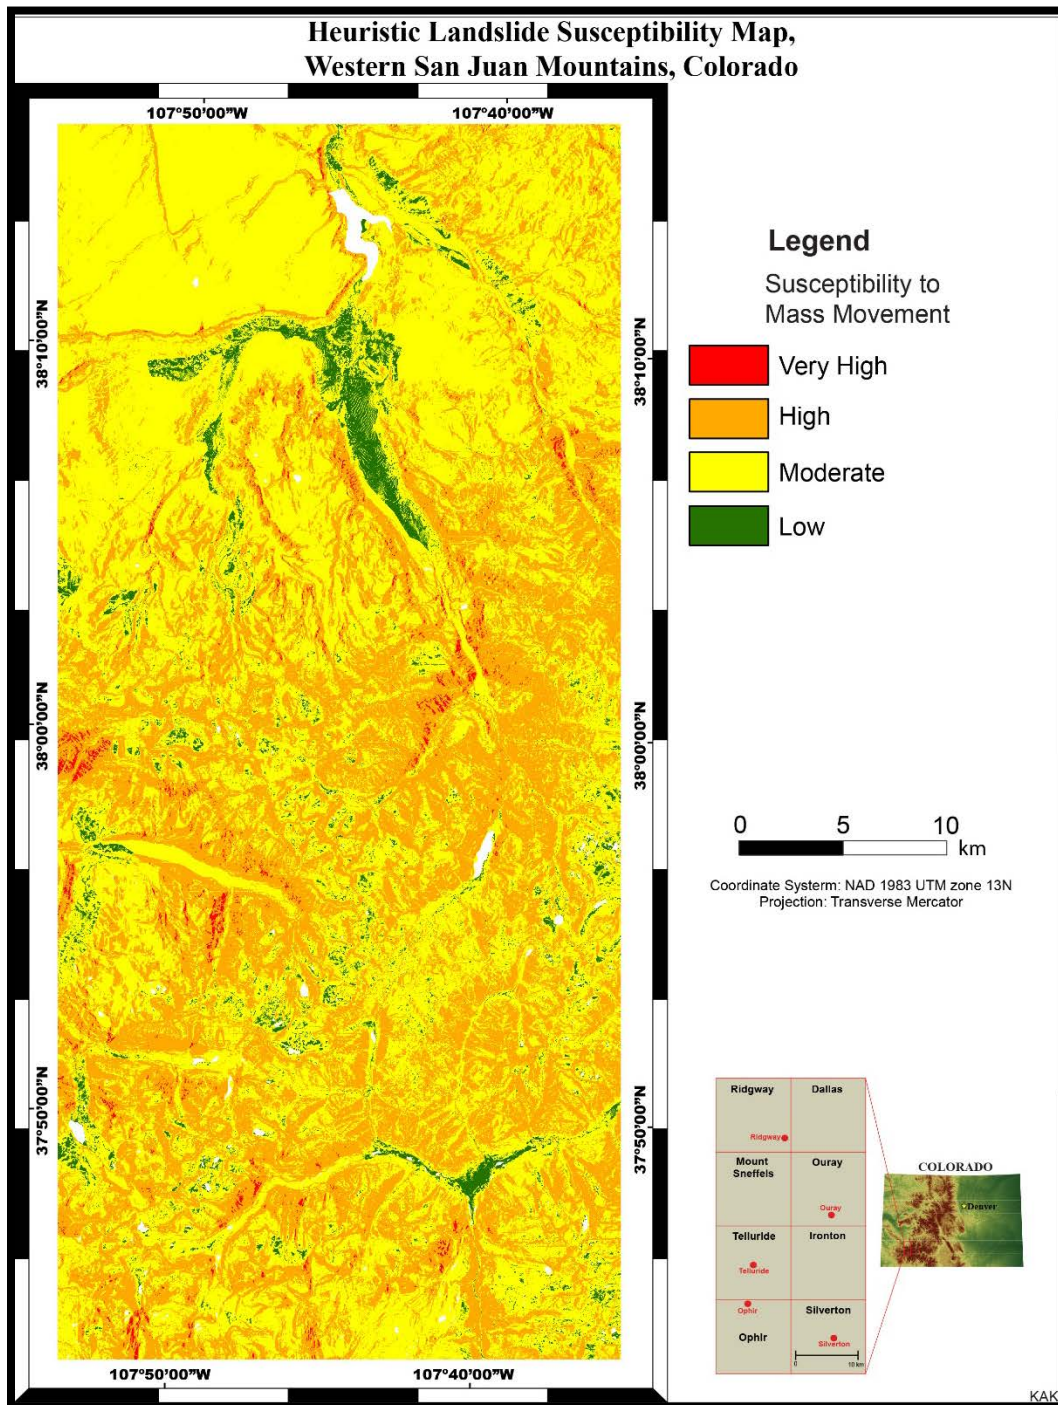 Heuristic Landslide Susceptibility Map,
Western San Juan Mountains, Colorado
107°50'00"W
107°40'00"W
38°10'00"N
38°10'00"N
38°00'00"N
38°00'00"N
37°50'00"N
37°50'00"N
107°50'00"W
107°40'00"W
Legend
Susceptibility to
Mass Movement
Very High
High
Moderate
Low
0 5 10
km
Coordinate Systerm: NAD 1983 UTM zone 13N
Projection: Transverse Mercator
Ridgway
Dallas
Ridgway
Mount
Sneffels
Ouray
Ouray
Telluride
Ironton
Telluride
Ophir
Silverton
Ophir
Silverton
0 10 km
COLORADO
Denver
KAK